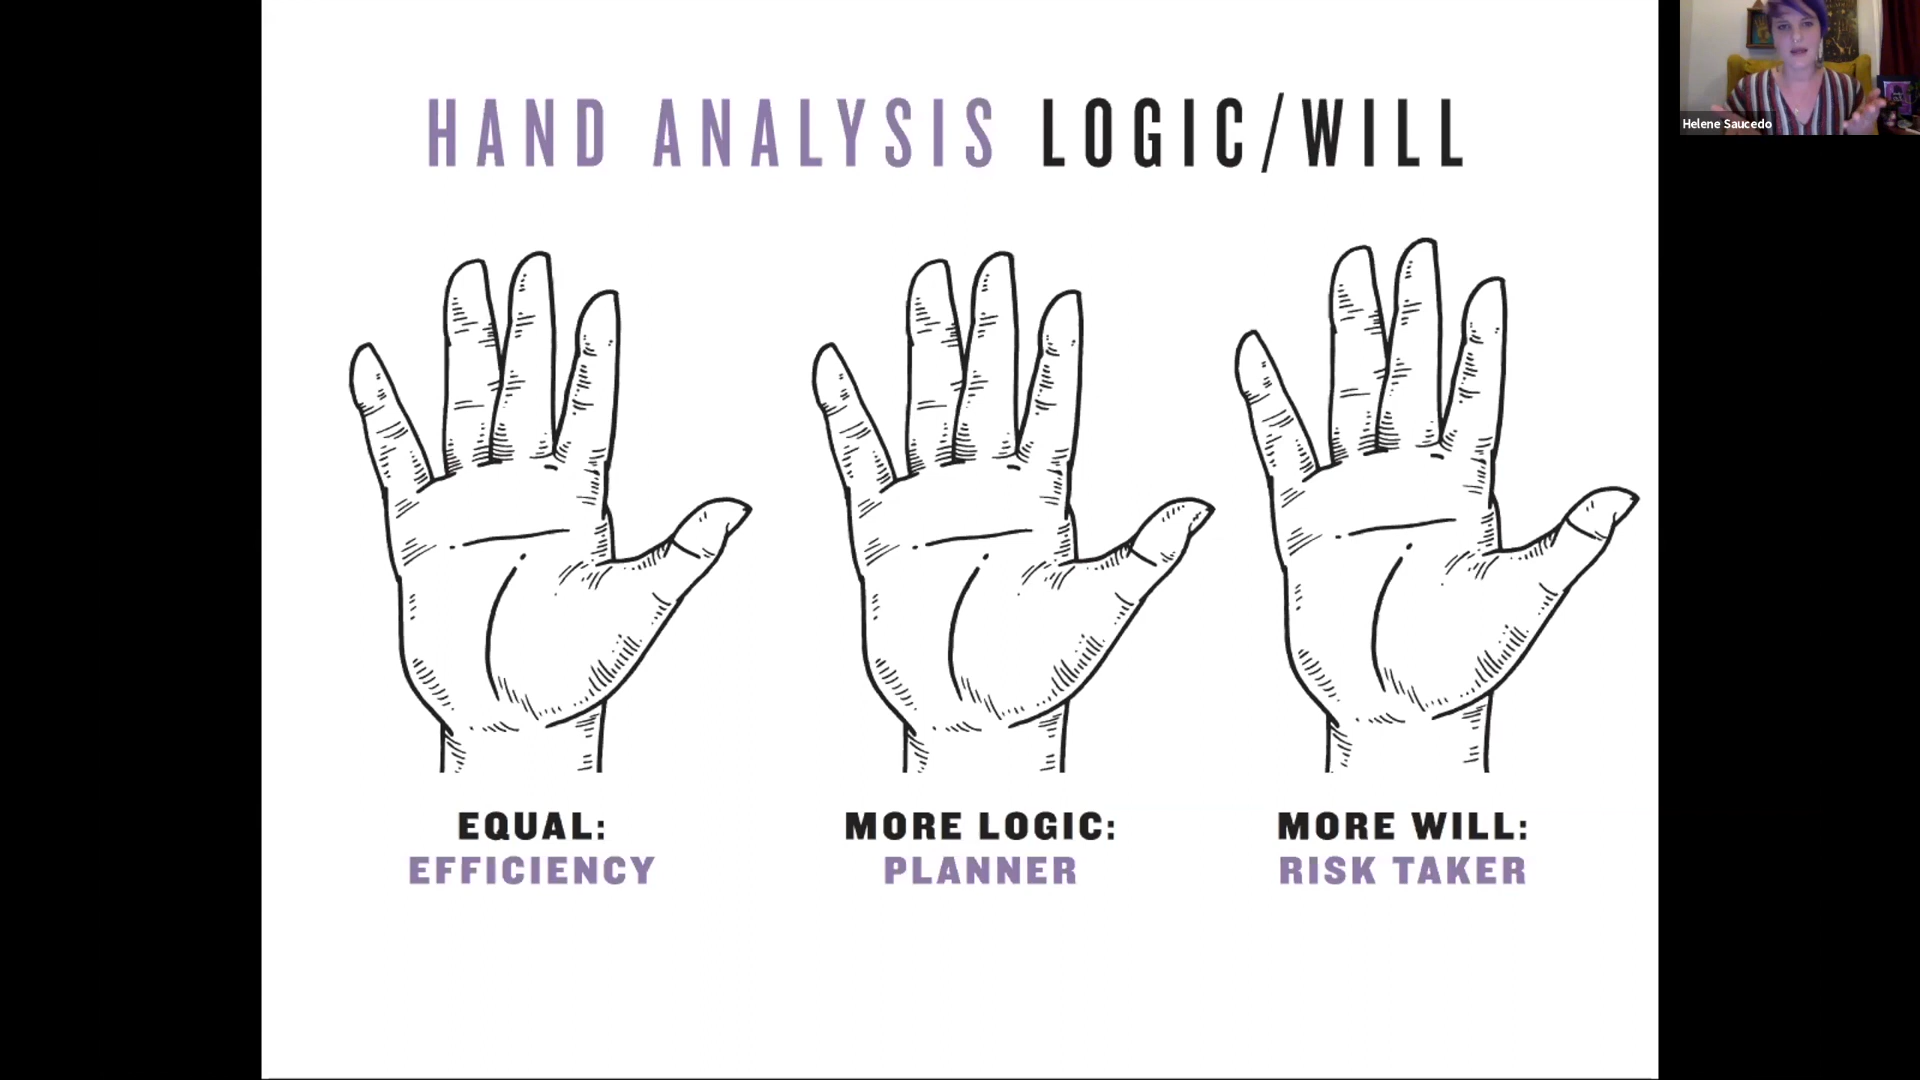 HAND ANALYSIS LOGIC/WILL
EQUAL:
EFFICIENCY
MORE LOGIC:
PLANNER
MORE WILL:
RISK TAKER
Helene Saucedo